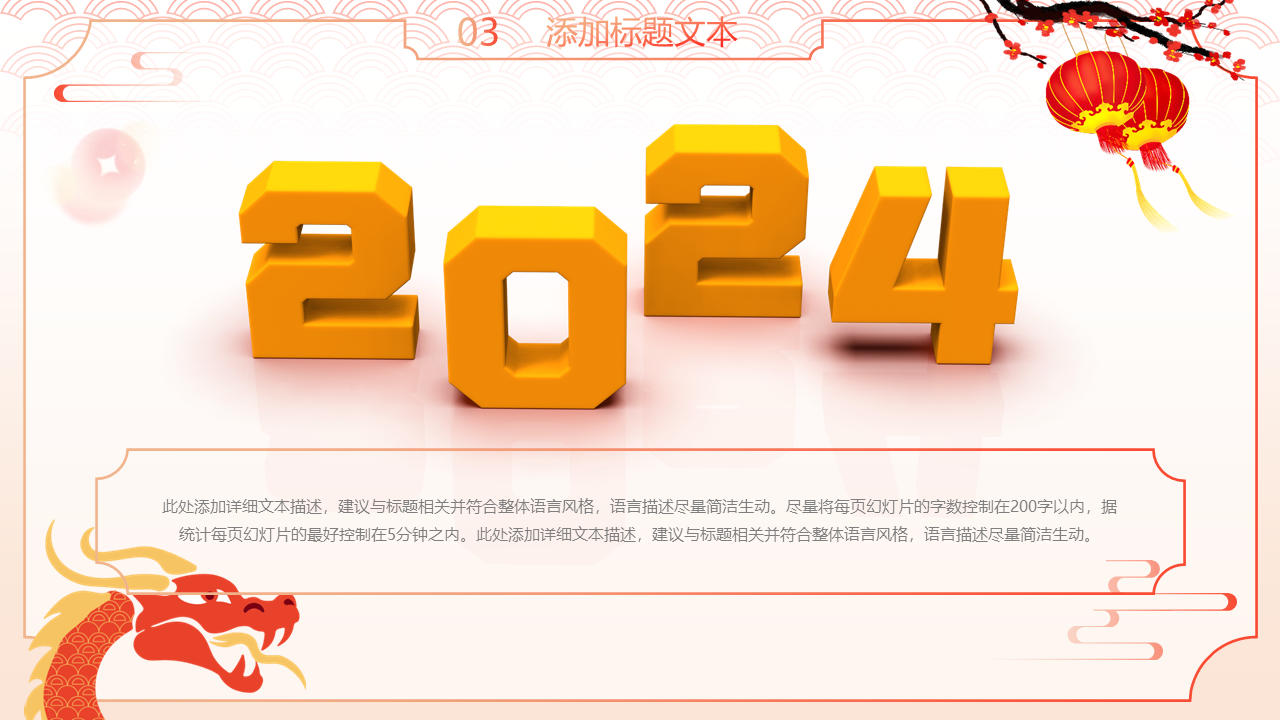 03 添加标题文本
2024
此处添加详细文本描述，建议与标题相关并符合整体语言风格，语言描述尽量简洁生动。尽量将每页幻灯片的字数控制在200字以内，据
统计每页幻灯片的最好控制在5分钟之内。此处添加详细文本描述，建议与标题相关并符合整体语言风格，语言描述尽量简洁生动。